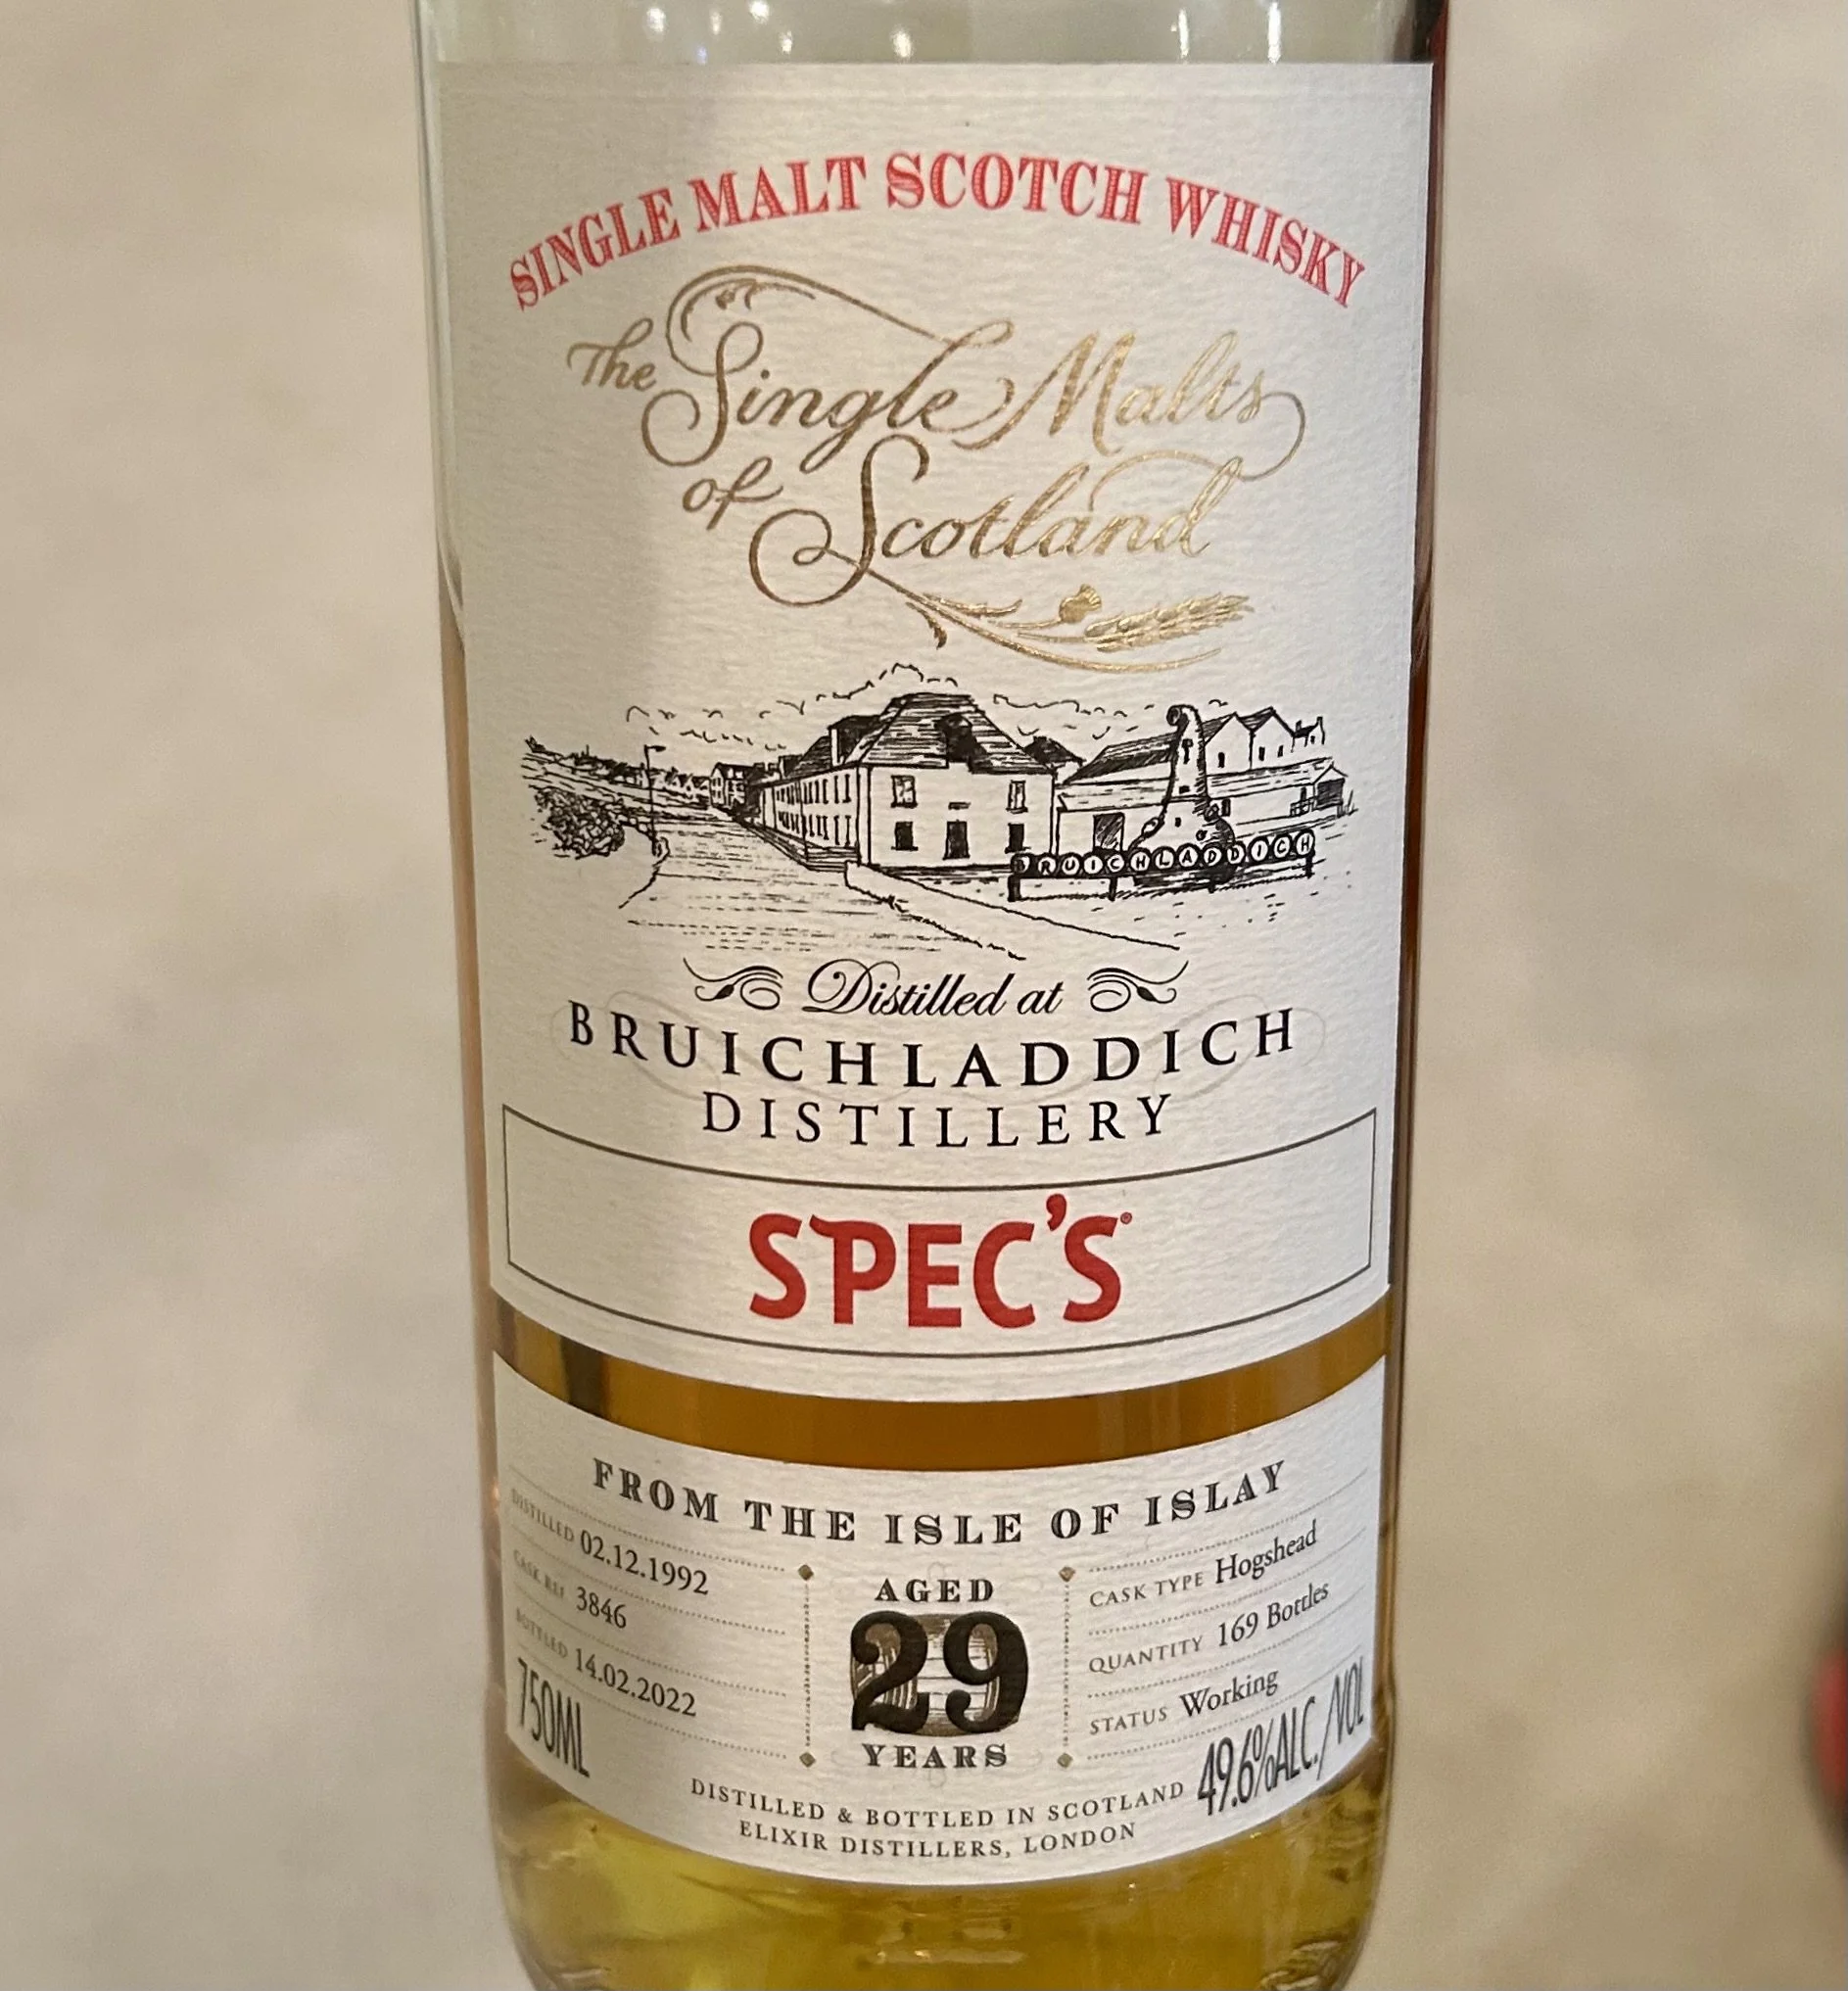 SINGLE MALT SCOTCH WHISKY
The Single Malts
of Scotland
BRUICHLADDICH
Distilled at
BRUICHLADDICH
DISTILLERY
SPEC'S®
FROM THE ISLE OF ISLAY
DISTILLED 02.12.1992
CASK REF 3846
BOTTLED 14.02.2022
750ML
AGED
29
YEARS
CASK TYPE Hogshead
QUANTITY 169 Bottles
STATUS Working
49.6%ALC./VOL
DISTILLED & BOTTLED IN SCOTLAND
ELIXIR DISTILLERS, LONDON